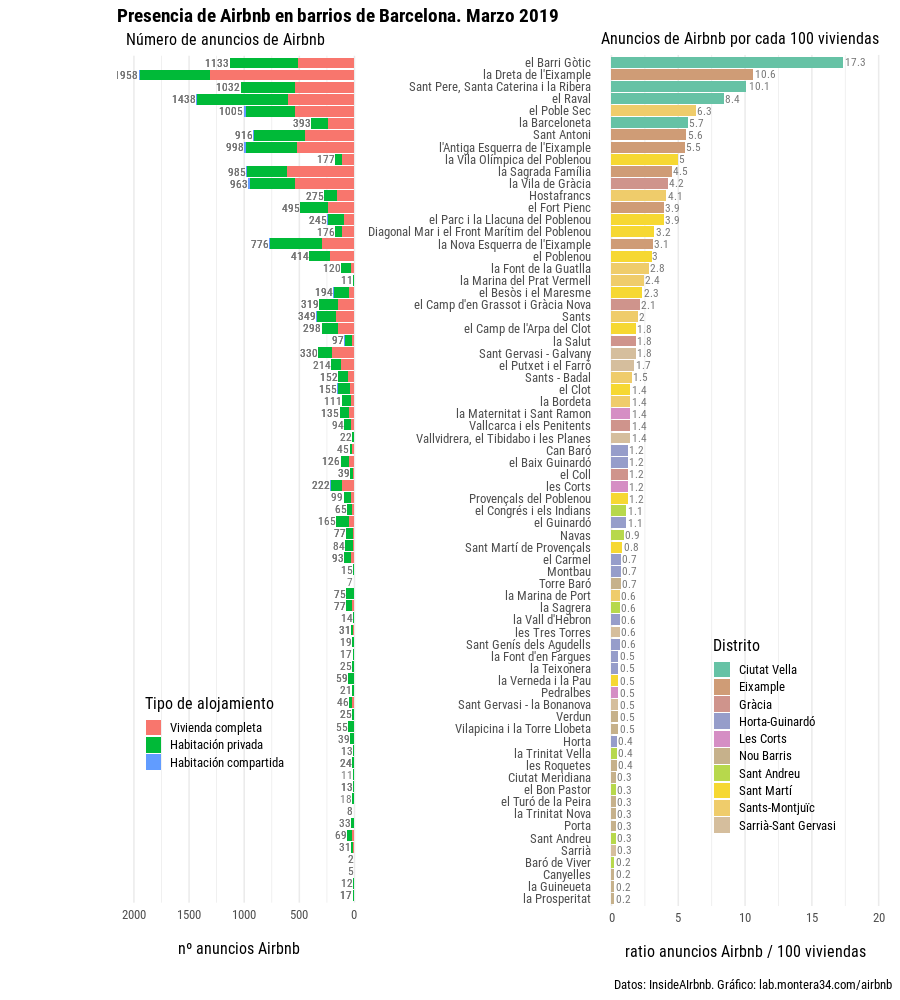 Presencia de Airbnb en barrios de Barcelona. Marzo 2019
Número de anuncios de Airbnb
Anuncios de Airbnb por cada 100 viviendas
1133 el Barri Gòtic 17.3
1958 la Dreta de l'Eixample 10.6
1032 Sant Pere, Santa Caterina i la Ribera 10.1
1438 el Raval 8.4
1005 el Poble Sec 6.3
393 la Barceloneta 5.7
916 Sant Antoni 5.6
998 l'Antiga Esquerra de l'Eixample 5.5
177 la Vila Olímpica del Poblenou 5
985 la Sagrada Família 4.5
963 la Vila de Gràcia 4.2
275 Hostafrancs 4.1
495 el Fort Pienc 3.9
245 el Parc i la Llacuna del Poblenou 3.9
176 Diagonal Mar i el Front Marítim del Poblenou 3.2
776 la Nova Esquerra de l'Eixample 3.1
414 el Poblenou 3
120 la Font de la Guatlla 2.8
11 la Marina del Prat Vermell 2.4
194 el Besòs i el Maresme 2.3
319 el Camp d'en Grassot i Gràcia Nova 2.1
349 Sants 2
298 el Camp de l'Arpa del Clot 1.8
97 la Salut 1.8
330 Sant Gervasi - Galvany 1.8
214 el Putxet i el Farró 1.7
152 Sants - Badal 1.5
155 el Clot 1.4
111 la Bordeta 1.4
135 la Maternitat i Sant Ramon 1.4
94 Vallcarca i els Penitents 1.4
22 Vallvidrera, el Tibidabo i les Planes 1.4
45 Can Baró 1.2
126 el Baix Guinardó 1.2
39 el Coll 1.2
222 les Corts 1.2
99 Provençals del Poblenou 1.2
65 el Congrés i els Indians 1.1
165 el Guinardó 1.1
77 Navas 0.9
84 Sant Martí de Provençals 0.8
93 el Carmel 0.7
15 Montbau 0.7
7 Torre Baró 0.7
75 la Marina de Port 0.6
77 la Sagrera 0.6
14 la Vall d'Hebron 0.6
31 les Tres Torres 0.6
19 Sant Genís dels Agudells 0.6
17 la Font d'en Fargues 0.5
25 la Teixonera 0.5
59 la Verneda i la Pau 0.5
21 Pedralbes 0.5
46 Sant Gervasi - la Bonanova 0.5
25 Verdun 0.5
55 Vilapicina i la Torre Llobeta 0.5
39 Horta 0.4
13 la Trinitat Vella 0.4
24 les Roquetes 0.4
11 Ciutat Meridiana 0.3
13 el Bon Pastor 0.3
18 el Turó de la Peira 0.3
8 la Trinitat Nova 0.3
33 Porta 0.3
69 Sant Andreu 0.3
31 Sarrià 0.3
2 Baró de Viver 0.2
5 Canyelles 0.2
12 la Guineueta 0.2
17 la Prosperitat 0.2
Tipo de alojamiento
Vivienda completa
Habitación privada
Habitación compartida
Distrito
Ciutat Vella
Eixample
Gràcia
Horta-Guinardó
Les Corts
Nou Barris
Sant Andreu
Sant Martí
Sants-Montjuïc
Sarrià-Sant Gervasi
2000 1500 1000 500 0
0 5 10 15 20
nº anuncios Airbnb
ratio anuncios Airbnb / 100 viviendas
Datos: InsideAIrbnb. Gráfico: lab.montera34.com/airbnb